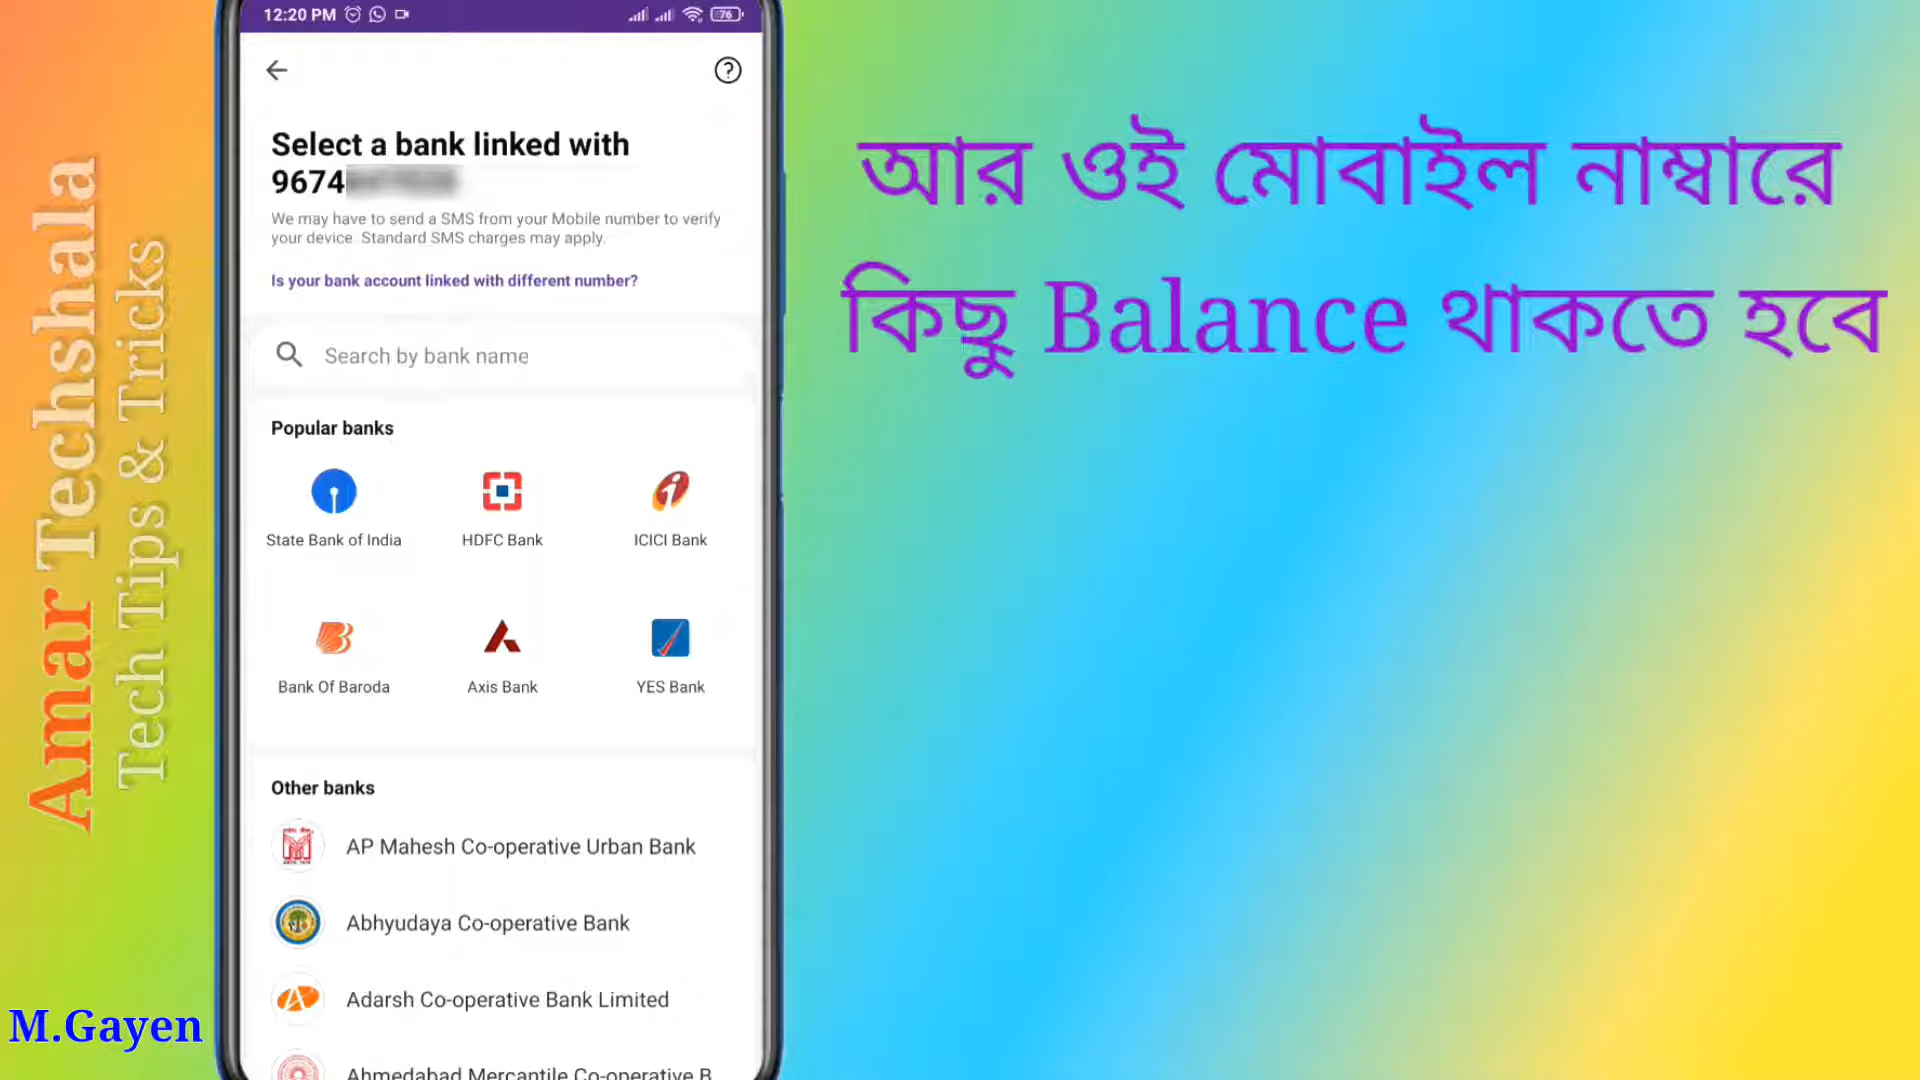 12:20 PM
76
Select a bank linked with
9674
We may have to send a SMS from your Mobile number to verify
your device. Standard SMS charges may apply.
Is your bank account linked with different number?
Search by bank name
Popular banks
State Bank of India
HDFC Bank
ICICI Bank
Bank Of Baroda
Axis Bank
YES Bank
Other banks
AP Mahesh Co-operative Urban Bank
Abhyudaya Co-operative Bank
Adarsh Co-operative Bank Limited
Ahmedabad Mercantile Co-operative B
আর ওই মোবাইল নাম্বারে
কিছু Balance থাকতে হবে
Amar Techshala
Tech Tips & Tricks
M.Gayen